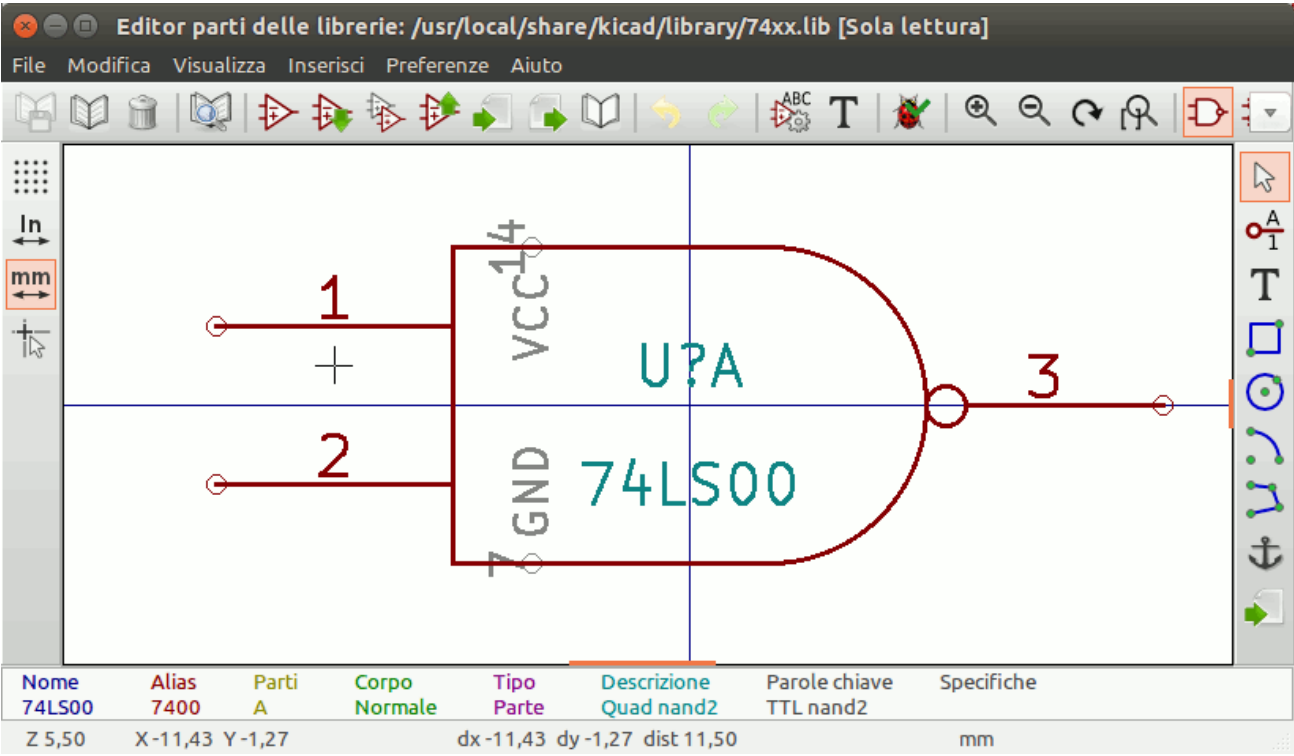 Editor parti delle librerie: /usr/local/share/kicad/library/74xx.lib [Sola lettura]
File Modifica Visualizza Inserisci Preferenze Aiuto
ABC T
In
mm
A
1
T
14
VCC
1
U?A
3
2
GND
74LS00
7
Nome Alias Parti Corpo Tipo Descrizione Parole chiave Specifiche
74LS00 7400 A Normale Parte Quad nand2 TTL nand2
Z 5,50 X -11,43 Y -1,27 dx -11,43 dy -1,27 dist 11,50 mm